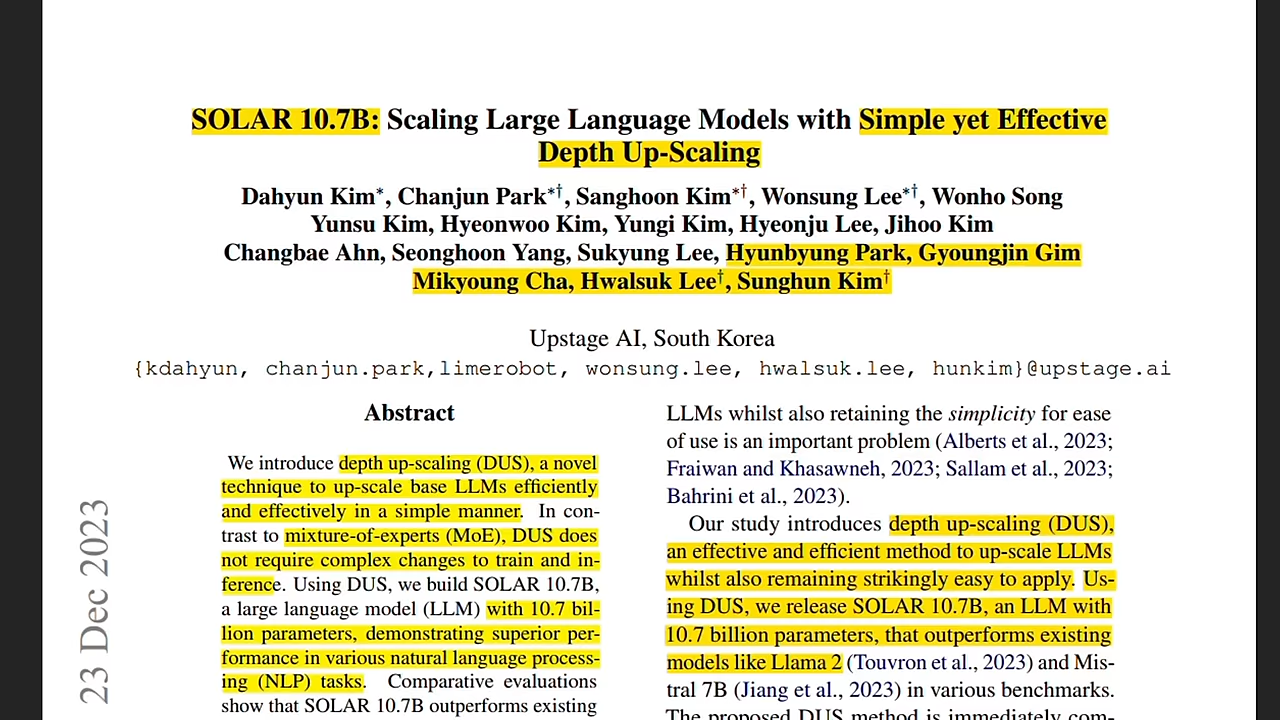 SOLAR 10.7B: Scaling Large Language Models with Simple yet Effective
Depth Up-Scaling
Dahyun Kim*, Chanjun Park*†, Sanghoon Kim*†, Wonsung Lee*†, Wonho Song
Yunsu Kim, Hyeonwoo Kim, Yungi Kim, Hyeonju Lee, Jihoo Kim
Changbae Ahn, Seonghoon Yang, Sukyung Lee, Hyunbyung Park, Gyoungjin Gim
Mikyoung Cha, Hwalsuk Lee†, Sunghun Kim†
Upstage AI, South Korea
{kdahyun, chanjun.park,limerobot, wonsung.lee, hwalsuk.lee, hunkim}@upstage.ai
Abstract
We introduce depth up-scaling (DUS), a novel
technique to up-scale base LLMs efficiently
and effectively in a simple manner. In con-
trast to mixture-of-experts (MoE), DUS does
not require complex changes to train and in-
ference. Using DUS, we build SOLAR 10.7B,
a large language model (LLM) with 10.7 bil-
lion parameters, demonstrating superior per-
formance in various natural language process-
ing (NLP) tasks. Comparative evaluations
show that SOLAR 10.7B outperforms existing
LLMs whilst also retaining the simplicity for ease
of use is an important problem (Alberts et al., 2023;
Fraiwan and Khasawneh, 2023; Sallam et al., 2023;
Bahrini et al., 2023).
Our study introduces depth up-scaling (DUS),
an effective and efficient method to up-scale LLMs
whilst also remaining strikingly easy to apply. Us-
ing DUS, we release SOLAR 10.7B, an LLM with
10.7 billion parameters, that outperforms existing
models like Llama 2 (Touvron et al., 2023) and Mis-
tral 7B (Jiang et al., 2023) in various benchmarks.
The proposed DUS method is immediately com-
23 Dec 2023